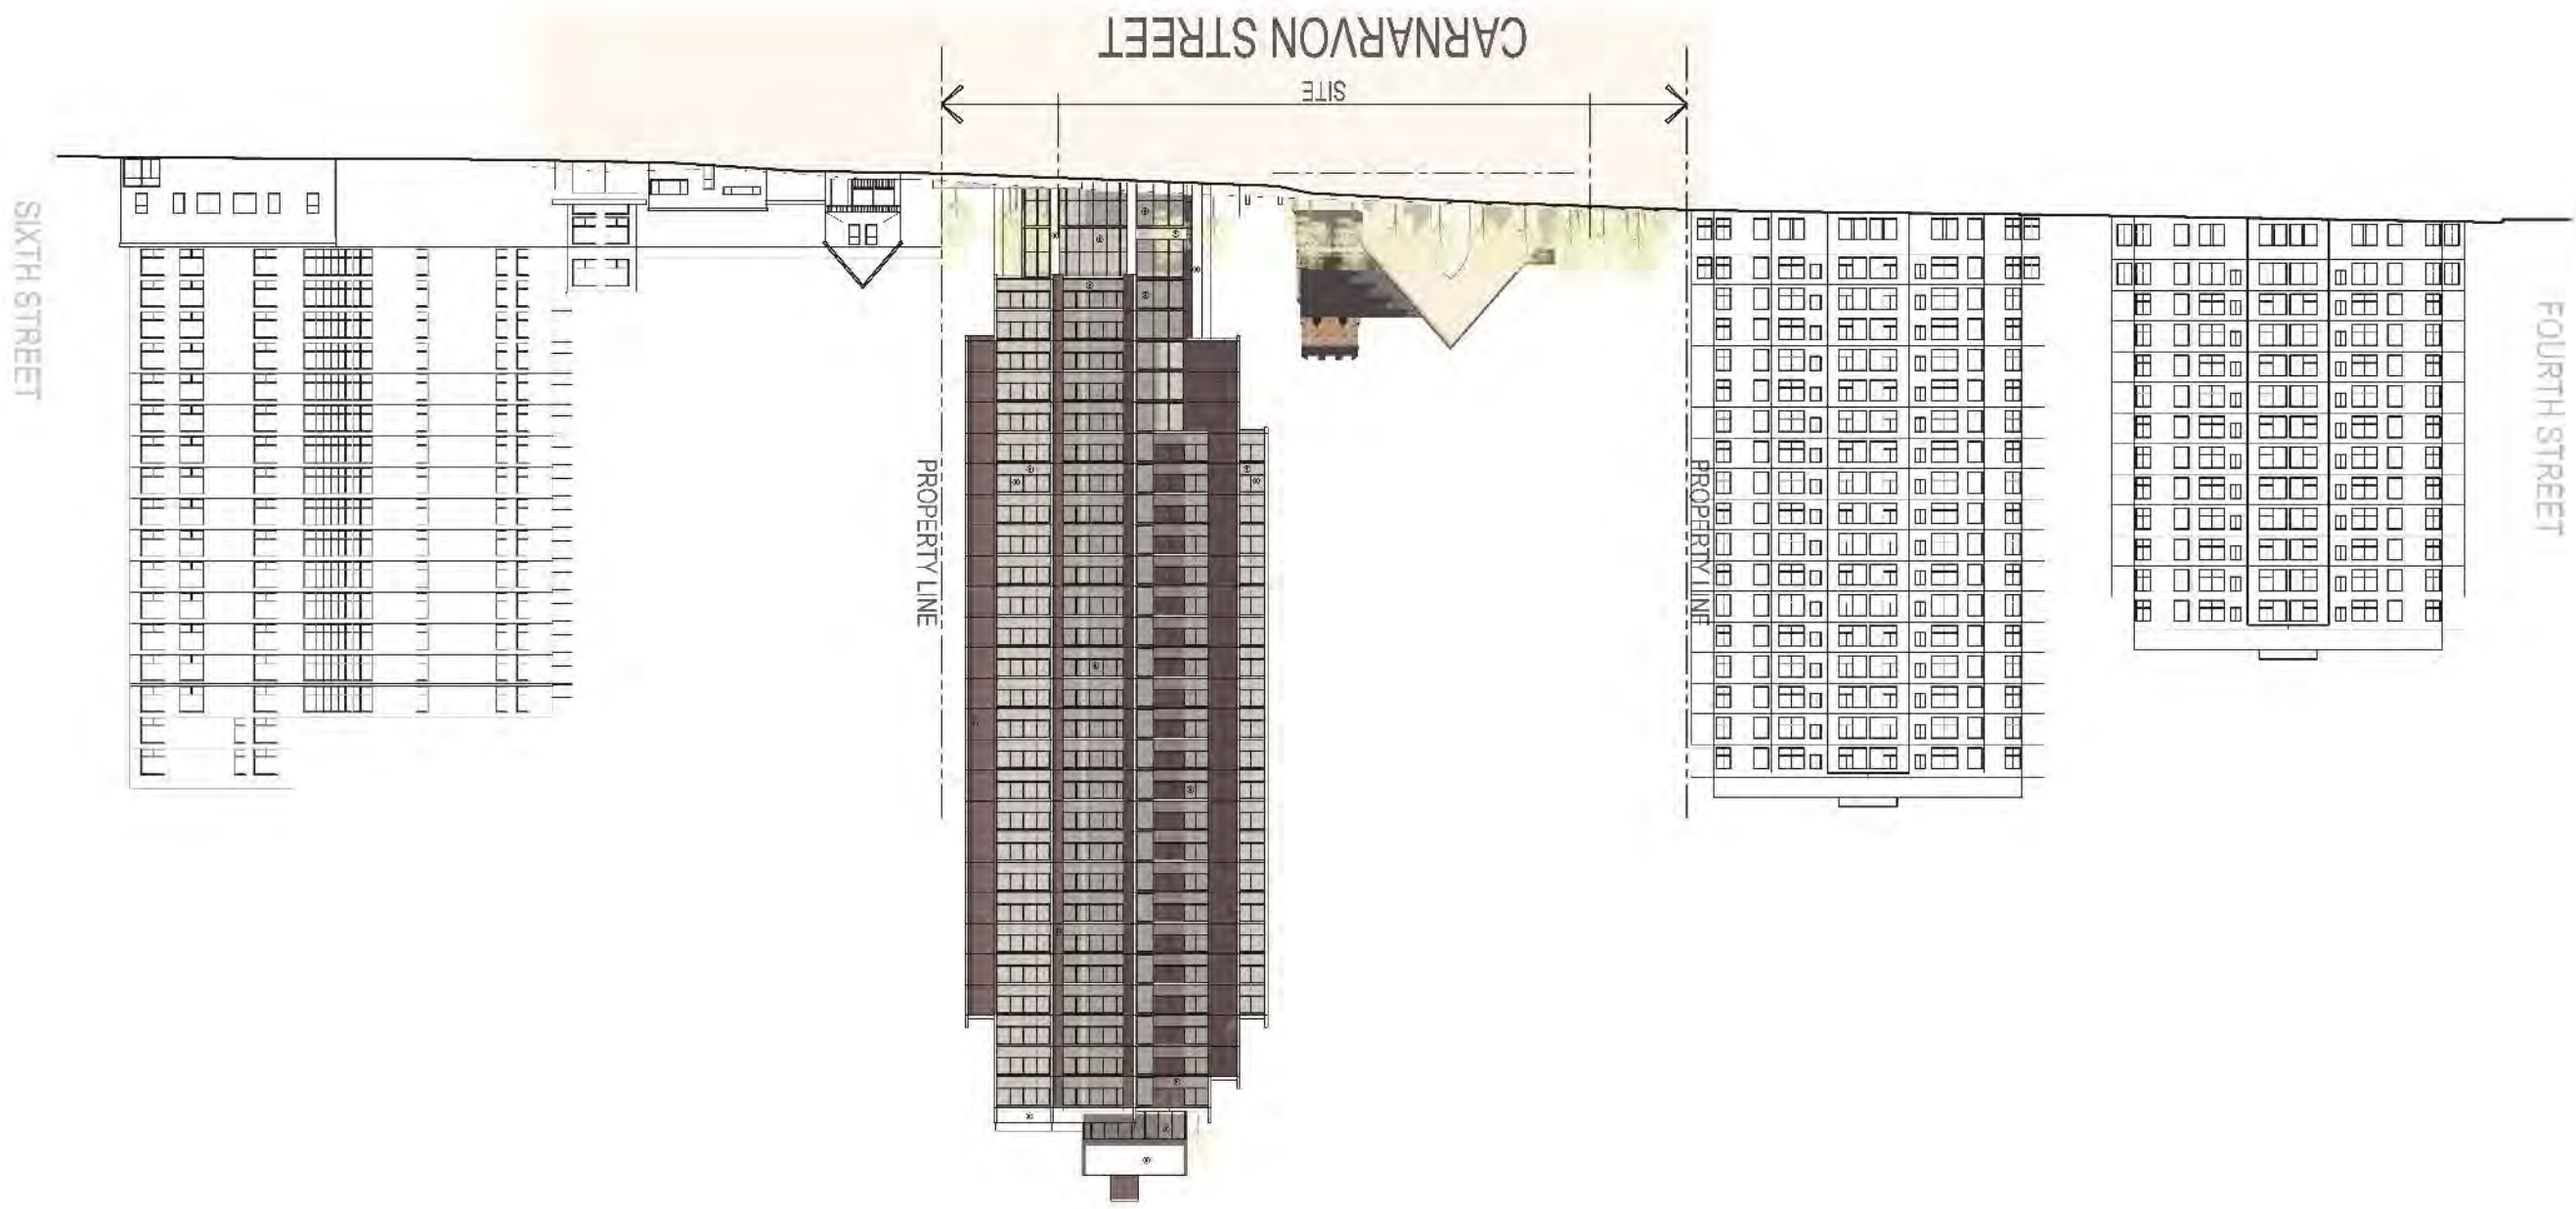 CARNARVON STREET
SITE
SIXTH STREET
PROPERTY LINE
PROPERTY LINE
FOURTH STREET